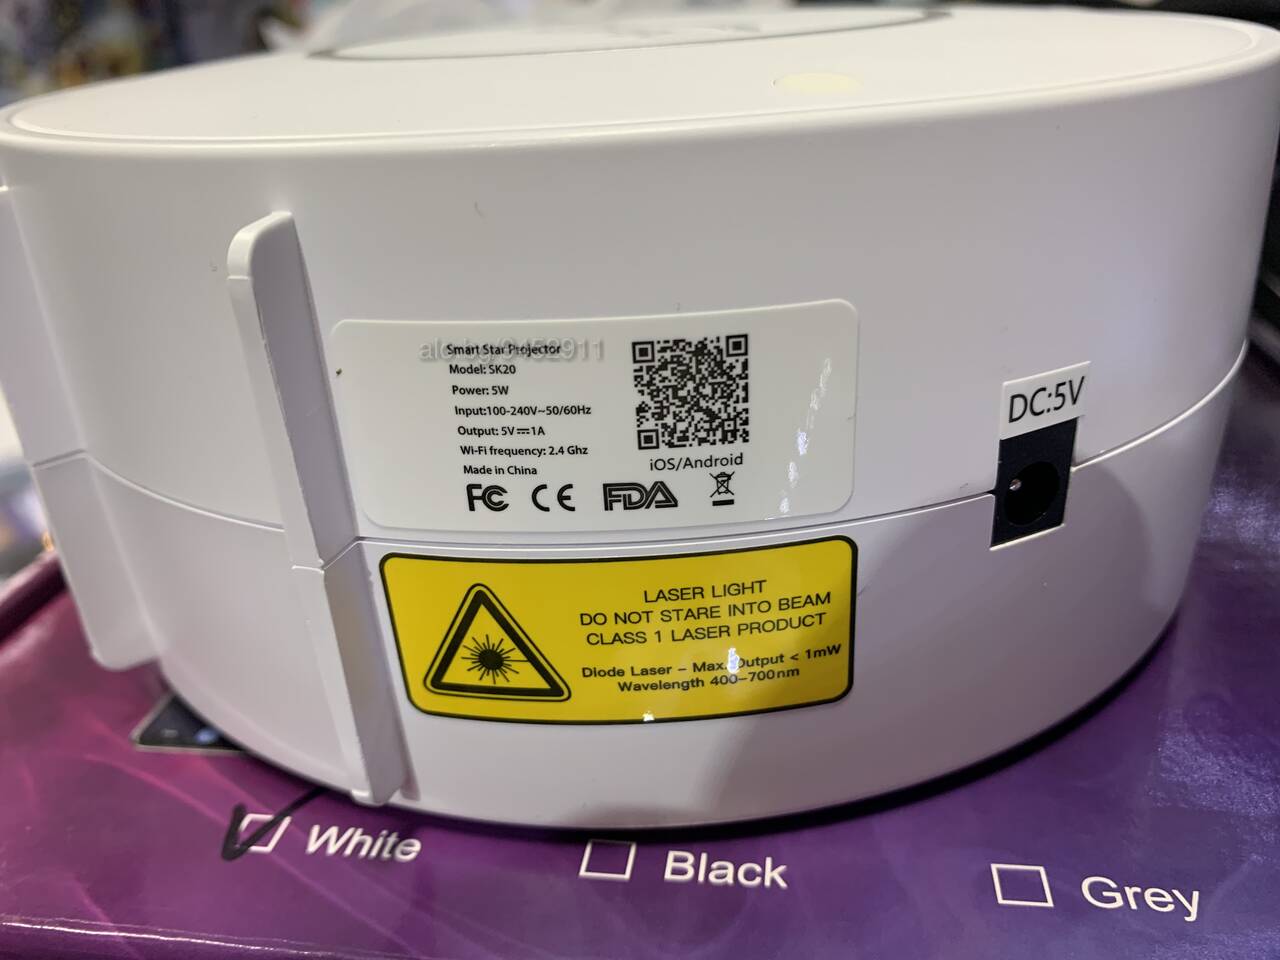 Smart Star Projector
Model: SK20
Power: 5W
Input:100-240V~50/60Hz
Output: 5V⎓1A
Wi-Fi frequency: 2.4 Ghz
Made in China
FC CE FDA
iOS/Android
DC:5V
LASER LIGHT
DO NOT STARE INTO BEAM
CLASS 1 LASER PRODUCT
Diode Laser - Max. Output < 1mW
Wavelength 400-700nm
White
Black
Grey